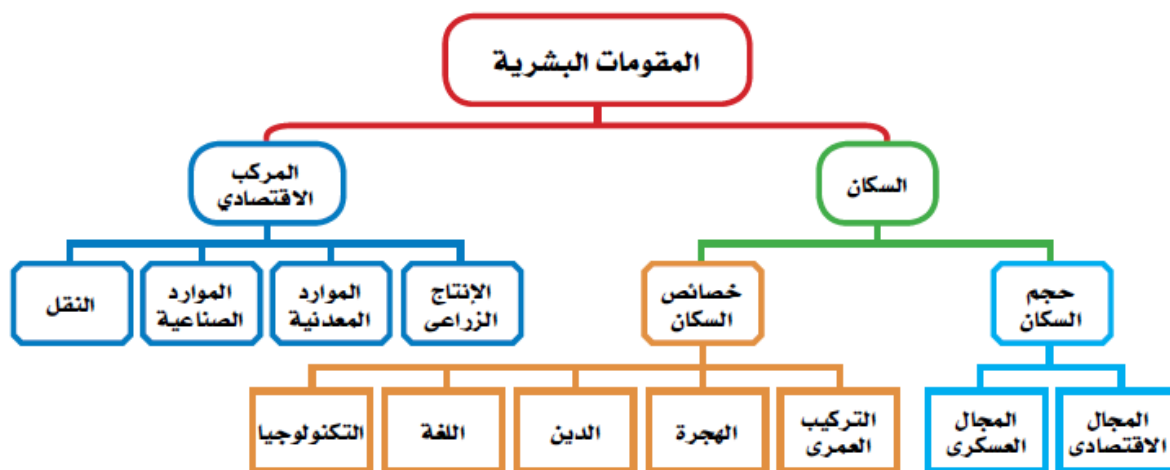 المقومات البشرية
السكان
المركب
الاقتصادي
حجم
السكان
خصائص
السكان
الإنتاج
الزراعى
الموارد
المعدنية
الموارد
الصناعية
النقل
المجال
الاقتصادى
المجال
العسكرى
التركيب
العمرى
الهجرة
الدين
اللغة
التكنولوجيا